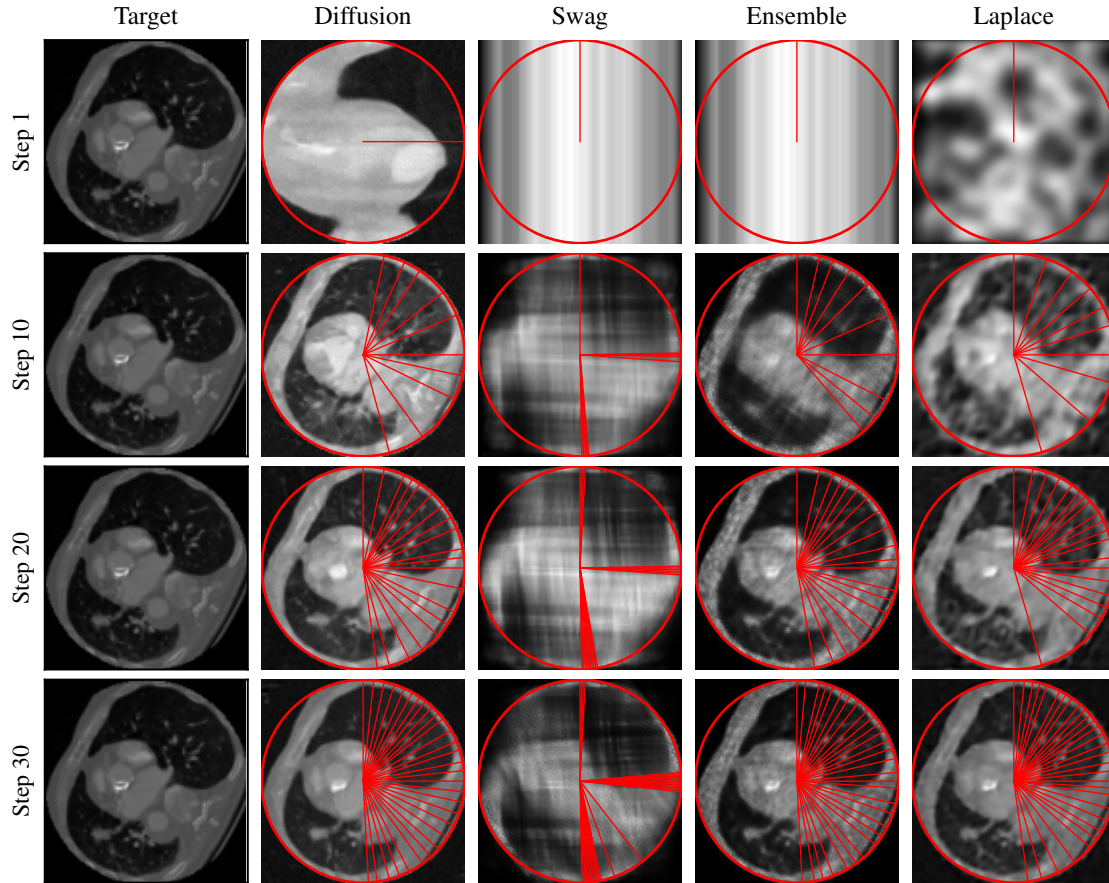 Target Diffusion Swag Ensemble Laplace
Step 1
Step 10
Step 20
Step 30